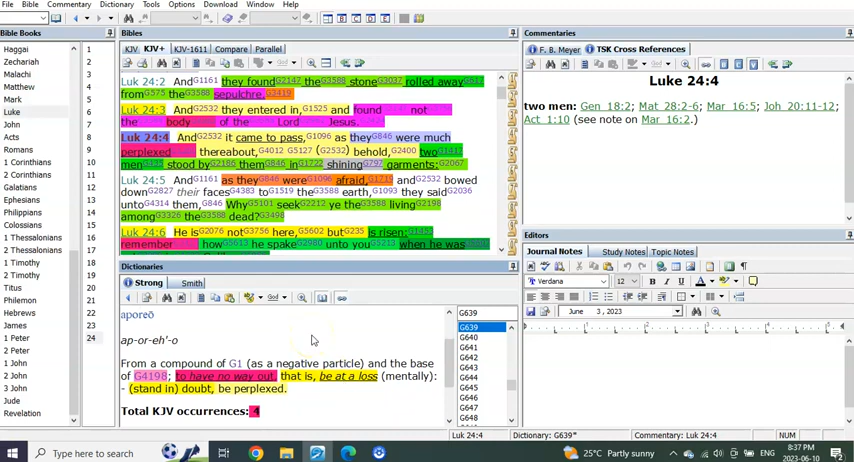 File Bible Commentary Tools Options Download Window Help
B C D E
Bible Books
Haggai
Zechariah
Malachi
Matthew
Mark
Luke
John
Acts
Romans
1 Corinthians
2 Corinthians
Galatians
Ephesians
Philippians
Colossians
1 Thessalonians
2 Thessalonians
1 Timothy
2 Timothy
Titus
Philemon
Hebrews
James
1 Peter
2 Peter
1 John
2 John
3 John
Jude
Revelation
1
2
3
4
5
6
7
8
9
10
11
12
13
14
15
16
17
18
19
20
21
22
23
24
Bibles
KJV KJV+ KJV-1611 Compare Parallel
Luk 24:2 And G1161 they found G2147 the G3588 stone G3037 rolled away G617
from G575 the G3588 sepulchre. G3419
Luk 24:3 And G2532 they entered in, G1525 and found not
the body of the Lord Jesus.
Luk 24:4 And G2532 it came to pass, G1096 as they G846 were much
perplexed thereabout, G4012 G5127 (G2532) behold, G2400 two G1417
men G435 stood by G2186 them G846 in G1722 shining G797 garments: G2067
Luk 24:5 And G1161 as they G846 were G1096 afraid, G1719 and G2532 bowed
down G2827 their faces G4383 to G1519 the G3588 earth, G1093 they said G2036
unto G4314 them, G846 Why G5101 seek G2212 ye the G3588 living G2198
among G3326 the G3588 dead? G3498
Luk 24:6 He is G2076 not G3756 here, G5602 but G235 is risen: G1453
remember how G5613 he spake G2980 unto you G5213 when he was
Dictionaries
Strong Smith
aporeō
ap-or-eh'-o
From a compound of G1 (as a negative particle) and the base
of G4198; to have no way out, that is, be at a loss (mentally):
- (stand in) doubt, be perplexed.
Total KJV occurrences: 4
G639
G639
G640
G641
G642
G643
G644
G645
G646
G647
G648
Commentaries
F. B. Meyer TSK Cross References
Luke 24:4
two men: Gen 18:2; Mat 28:2-6; Mar 16:5; Joh 20:11-12;
Act 1:10 (see note on Mar 16:2.)
Editors
Journal Notes Study Notes Topic Notes
Verdana 12 B I U A
June 3, 2023
1 2 3 4 5 6 7
Luk 24:4 Dictionary: G639* Commentary: Luk 24:4 NUM
Type here to search
25°C Partly sunny ENG
8:37 PM
2023-06-10
2